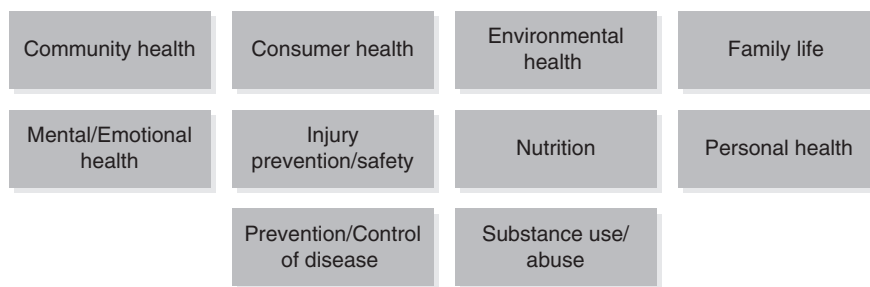 Community health
Consumer health
Environmental
health
Family life
Mental/Emotional
health
Injury
prevention/safety
Nutrition
Personal health
Prevention/Control
of disease
Substance use/
abuse